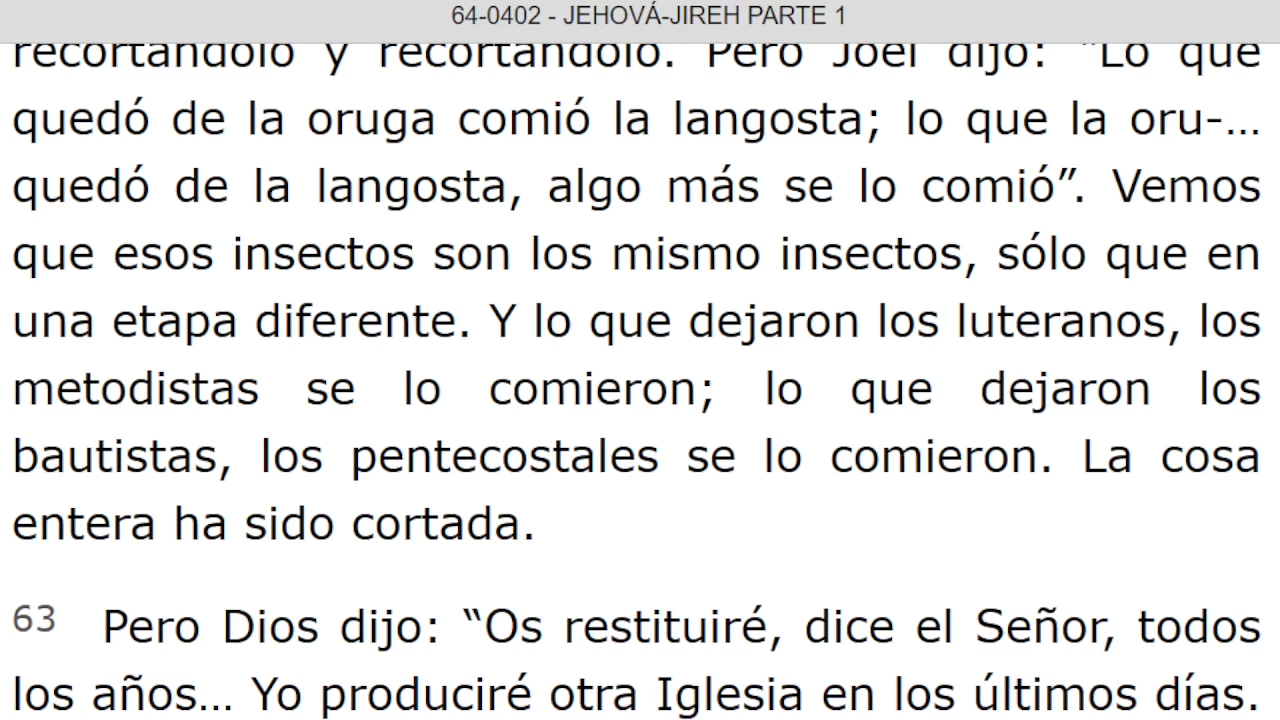 64-0402 - JEHOVÁ-JIREH PARTE 1
recortándolo y recortándolo. Pero Joel dijo: “Lo que
quedó de la oruga comió la langosta; lo que la oru-…
quedó de la langosta, algo más se lo comió”. Vemos
que esos insectos son los mismo insectos, sólo que en
una etapa diferente. Y lo que dejaron los luteranos, los
metodistas se lo comieron; lo que dejaron los
bautistas, los pentecostales se lo comieron. La cosa
entera ha sido cortada.
63 Pero Dios dijo: “Os restituiré, dice el Señor, todos
los años… Yo produciré otra Iglesia en los últimos días.